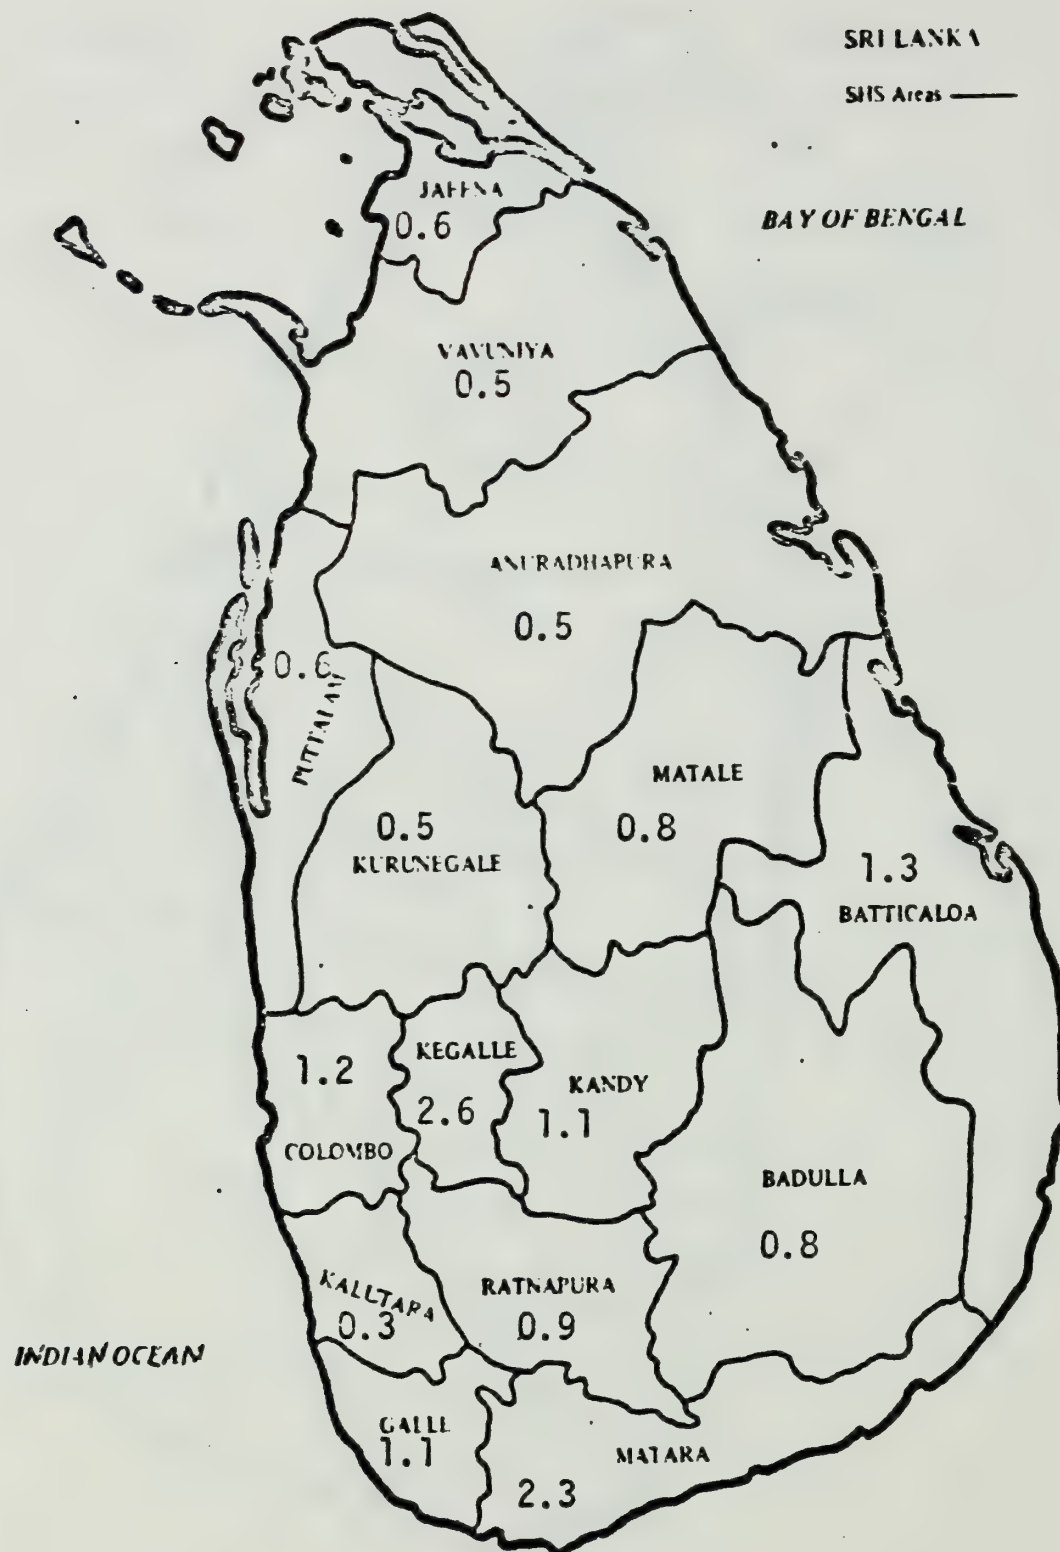 SRI LANKA
SHS Areas
BAY OF BENGAL
JAFFNA
0.6
VAVUNIYA
0.5
ANURADHAPURA
0.5
0.6
PUTTALAM
MATALE
0.8
0.5
KURUNEGALE
1.3
BATTICALOA
KEGALLE
2.6
1.2
COLOMBO
KANDY
1.1
BADULLA
0.8
KALUTARA
0.3
RATNAPURA
0.9
INDIAN OCEAN
GALLE
1.1
MATARA
2.3